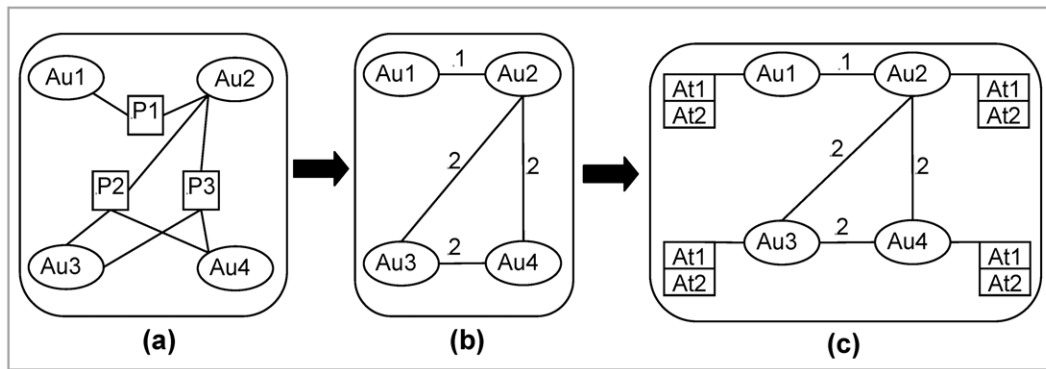 Au1 Au2
.P1
.P2 .P3
Au3 Au4
(a)
Au1 .1 Au2
.2 .2
Au3 .2 Au4
(b)
Au1 .1 Au2
At1 At1
At2 At2
.2 .2
Au3 .2 Au4
At1 At1
At2 At2
(c)